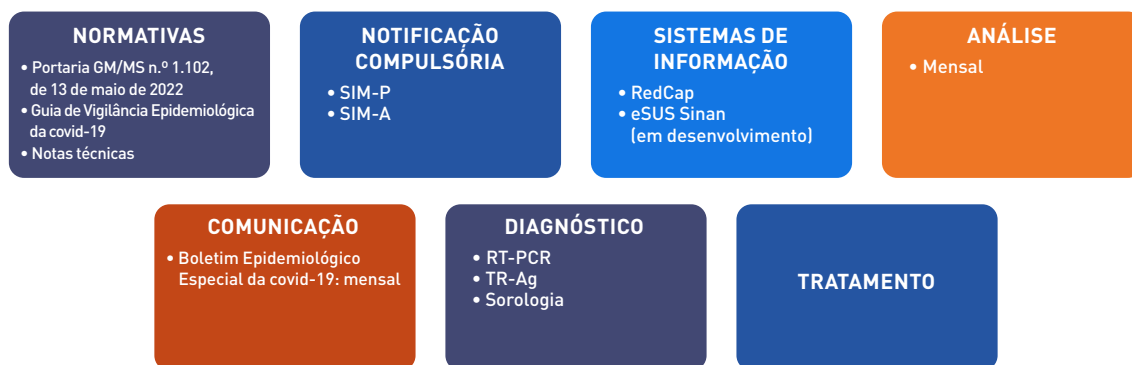 NORMATIVAS
• Portaria GM/MS n.º 1.102,
de 13 de maio de 2022
• Guia de Vigilância Epidemiológica
da covid-19
• Notas técnicas
NOTIFICAÇÃO
COMPULSÓRIA
• SIM-P
• SIM-A
SISTEMAS DE
INFORMAÇÃO
• RedCap
• eSUS Sinan
(em desenvolvimento)
ANÁLISE
• Mensal
COMUNICAÇÃO
• Boletim Epidemiológico
Especial da covid-19: mensal
DIAGNÓSTICO
• RT-PCR
• TR-Ag
• Sorologia
TRATAMENTO